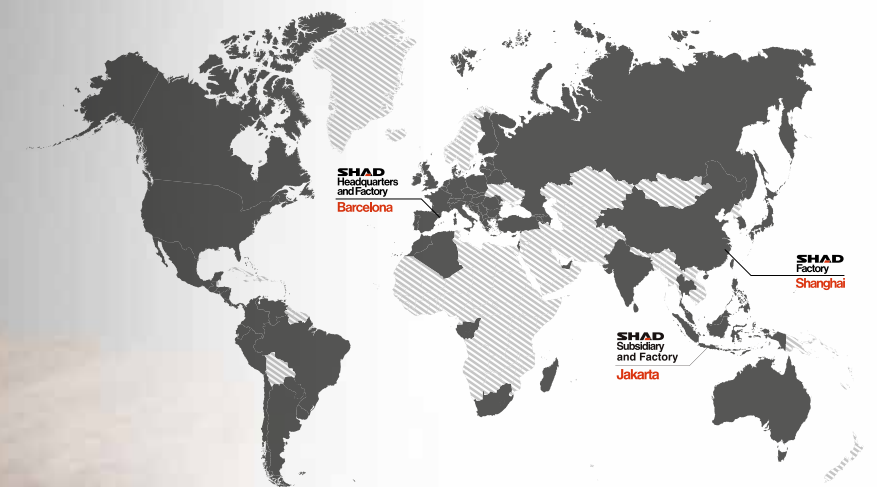 SHAD
Headquarters
and Factory
Barcelona
SHAD
Factory
Shanghai
SHAD
Subsidiary
and Factory
Jakarta